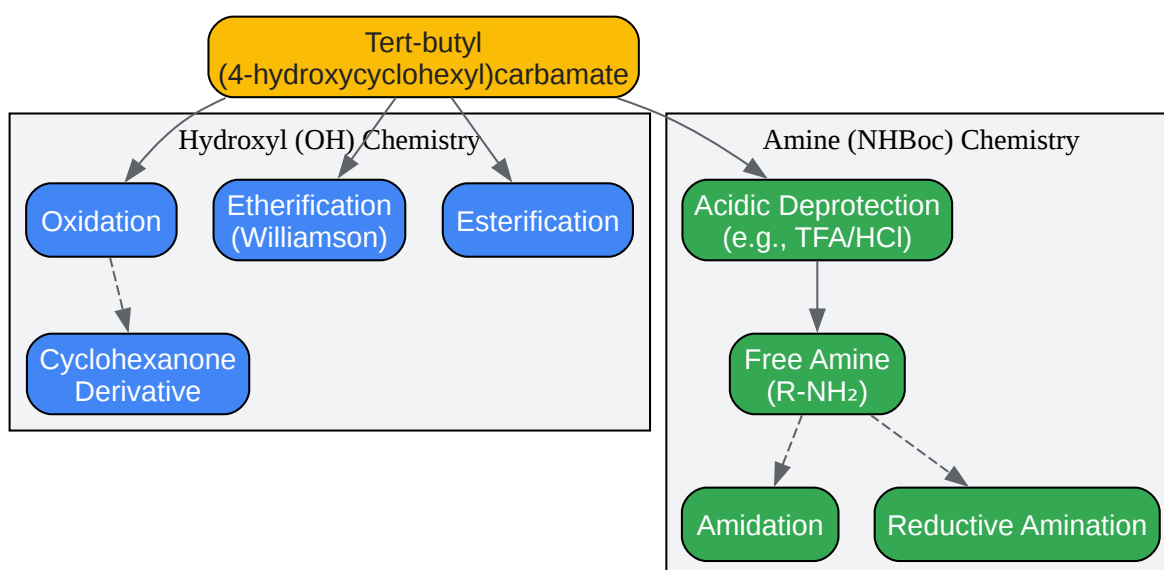 Tert-butyl
(4-hydroxycyclohexyl)carbamate
Hydroxyl (OH) Chemistry
Amine (NHBoc) Chemistry
Oxidation
Etherification
(Williamson)
Esterification
Acidic Deprotection
(e.g., TFA/HCl)
Cyclohexanone
Derivative
Free Amine
(R-NH₂)
Amidation
Reductive Amination